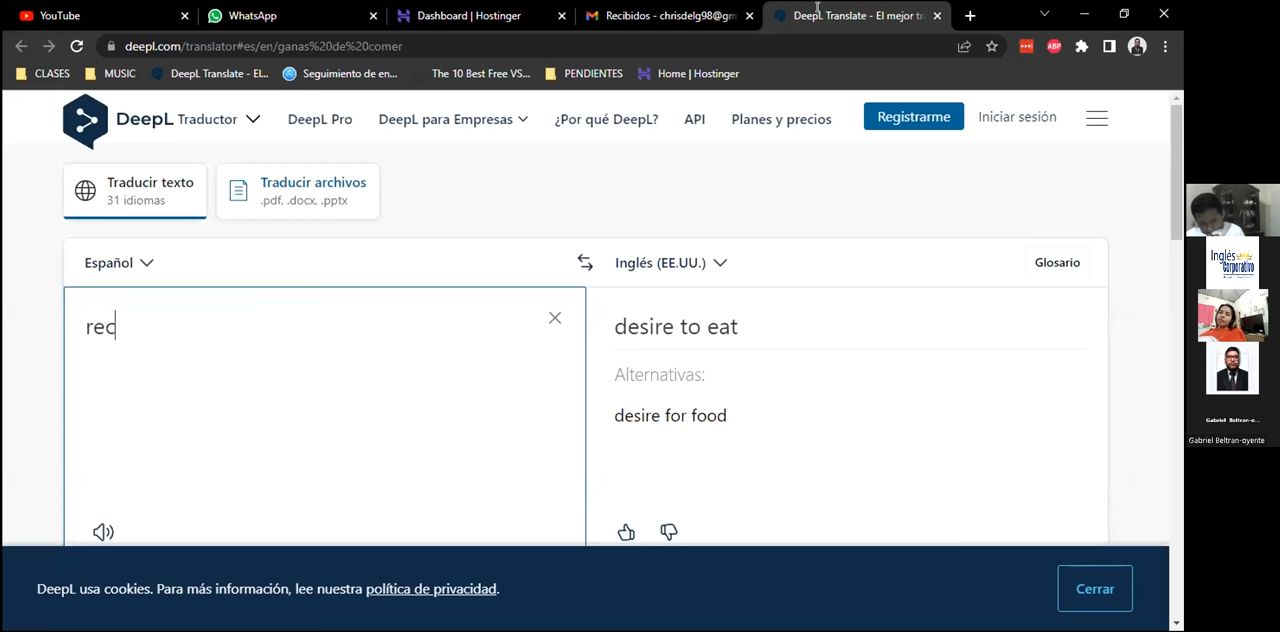 YouTube
WhatsApp
Dashboard | Hostinger
Recibidos - chrisdelg98@gm
DeepL Translate - El mejor tr
deepl.com/translator#es/en/ganas%20de%20comer
ABP
CLASES
MUSIC
DeepL Translate - El...
Seguimiento de en...
The 10 Best Free VS...
PENDIENTES
Home | Hostinger
DeepL Traductor
DeepL Pro
DeepL para Empresas
¿Por qué DeepL?
API
Planes y precios
Registrarme
Iniciar sesión
Traducir texto
31 idiomas
Traducir archivos
.pdf, .docx, .pptx
Español
Inglés (EE.UU.)
Glosario
rec
desire to eat
Alternativas:
desire for food
DeepL usa cookies. Para más información, lee nuestra política de privacidad.
Cerrar
Inglés
Corporativo
Gabriel Beltran-o...
Gabriel Beltran-oyente